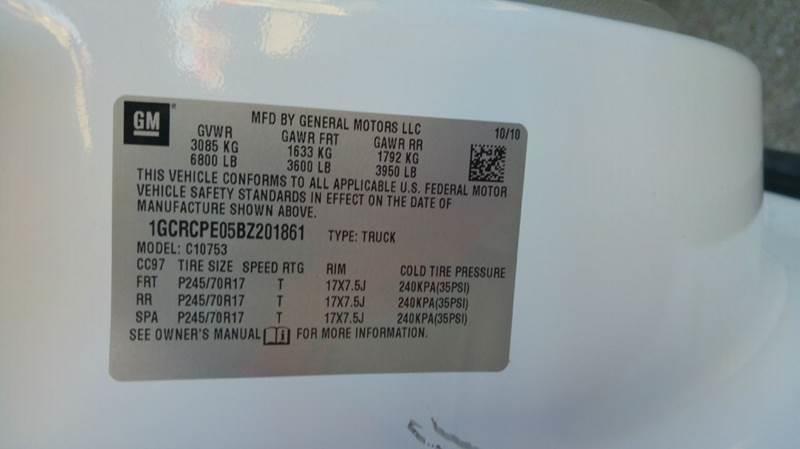 GM
MFD BY GENERAL MOTORS LLC 10/10
GVWR GAWR FRT GAWR RR
3085 KG 1633 KG 1792 KG
6800 LB 3600 LB 3950 LB
THIS VEHICLE CONFORMS TO ALL APPLICABLE U.S. FEDERAL MOTOR
VEHICLE SAFETY STANDARDS IN EFFECT ON THE DATE OF
MANUFACTURE SHOWN ABOVE.
1GCRCPE05BZ201861 TYPE: TRUCK
MODEL: C10753
CC97 TIRE SIZE SPEED RTG RIM COLD TIRE PRESSURE
FRT P245/70R17 T 17X7.5J 240KPA(35PSI)
RR P245/70R17 T 17X7.5J 240KPA(35PSI)
SPA P245/70R17 T 17X7.5J 240KPA(35PSI)
SEE OWNER'S MANUAL FOR MORE INFORMATION.